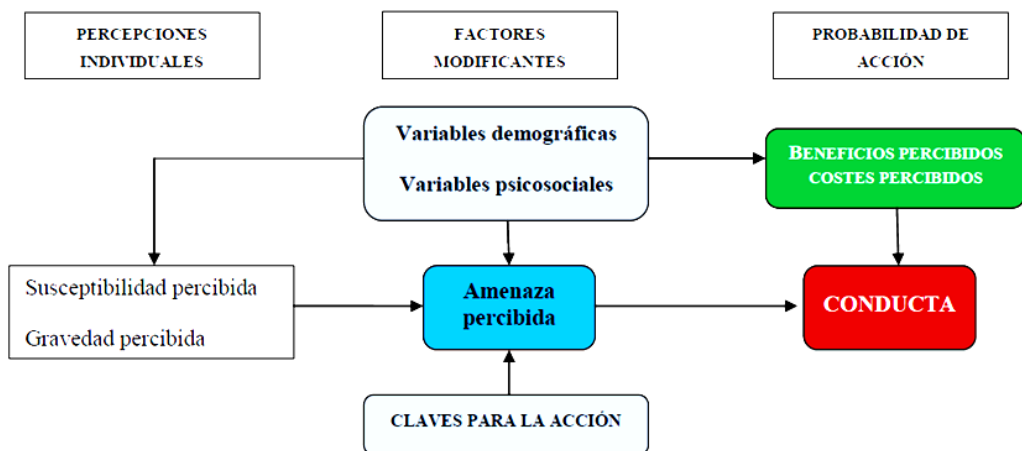 PERCEPCIONES
INDIVIDUALES
FACTORES
MODIFICANTES
PROBABILIDAD DE
ACCIÓN
Variables demográficas
Variables psicosociales
BENEFICIOS PERCIBIDOS
COSTES PERCIBIDOS
Susceptibilidad percibida
Gravedad percibida
Amenaza
percibida
CONDUCTA
CLAVES PARA LA ACCIÓN